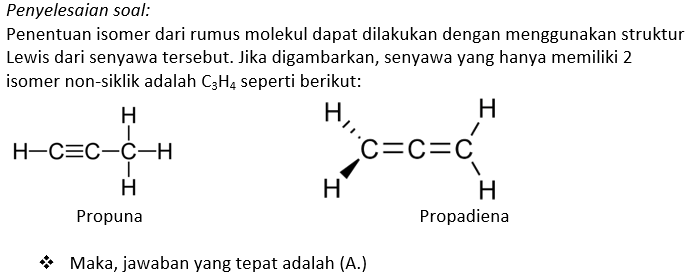 Penyelesaian soal:
Penentuan isomer dari rumus molekul dapat dilakukan dengan menggunakan struktur
Lewis dari senyawa tersebut. Jika digambarkan, senyawa yang hanya memiliki 2
isomer non-siklik adalah C₃H₄ seperti berikut:
H
H–C≡C–C–H
H
Propuna
H H
C=C=C
H H
Propadiena
❖ Maka, jawaban yang tepat adalah (A.)